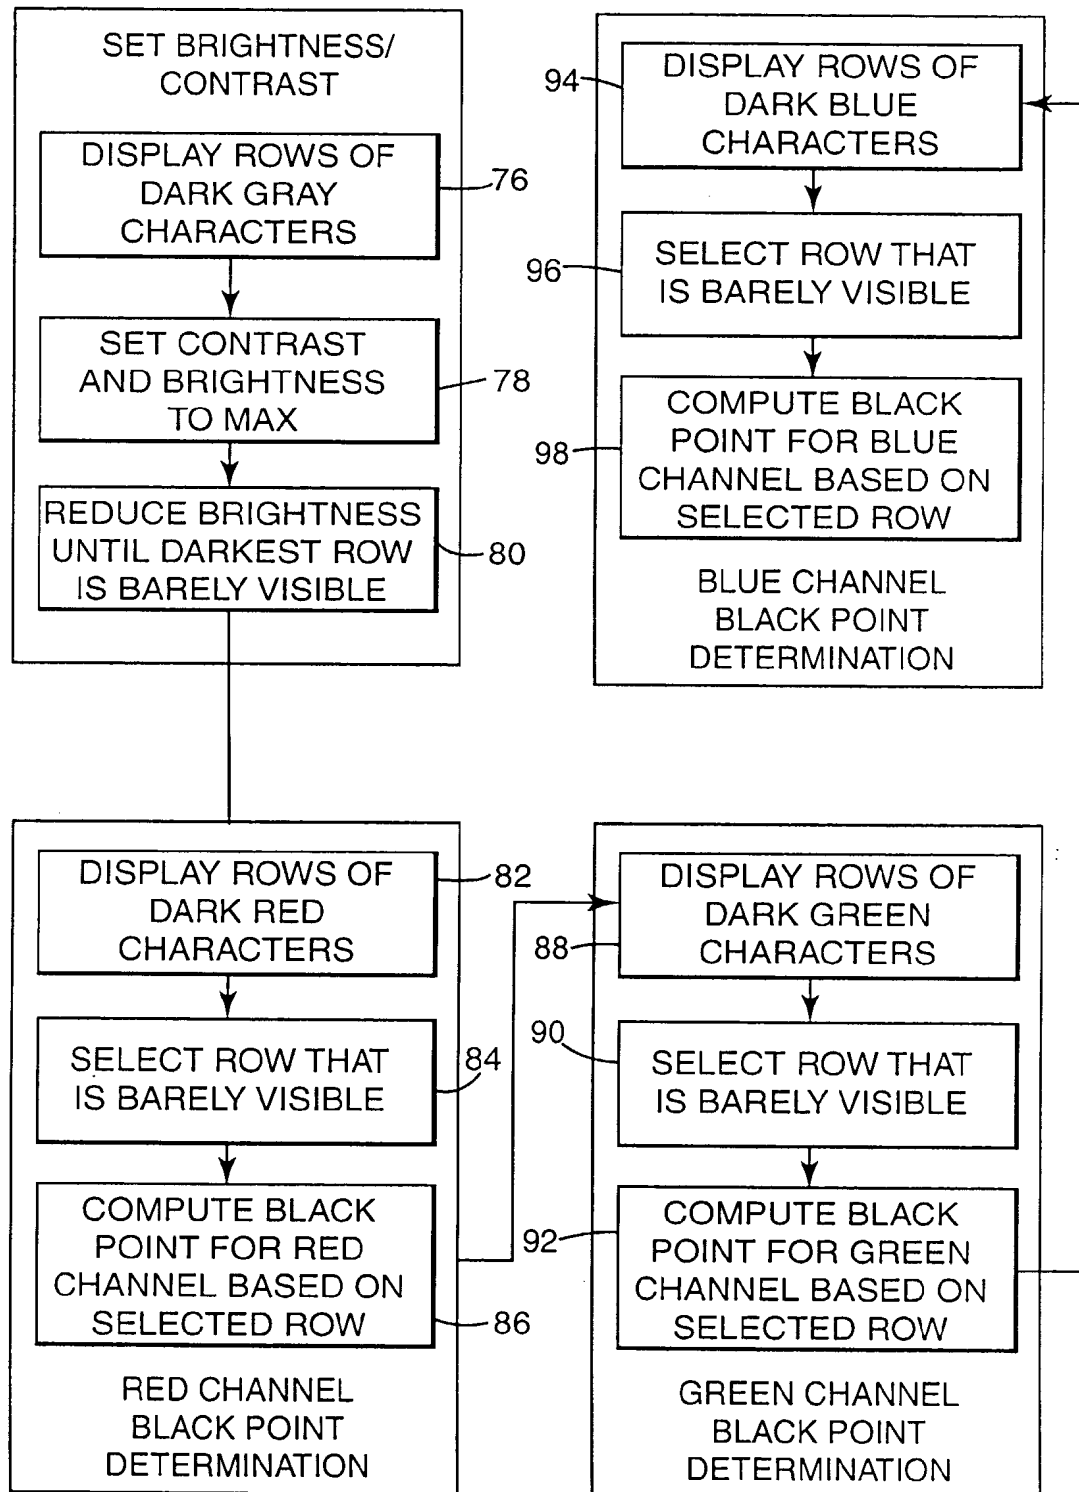 SET BRIGHTNESS/
CONTRAST
DISPLAY ROWS OF
DARK GRAY
CHARACTERS
76
SET CONTRAST
AND BRIGHTNESS
TO MAX
78
REDUCE BRIGHTNESS
UNTIL DARKEST ROW
IS BARELY VISIBLE
80
DISPLAY ROWS OF
DARK RED
CHARACTERS
82
SELECT ROW THAT
IS BARELY VISIBLE
84
COMPUTE BLACK
POINT FOR RED
CHANNEL BASED ON
SELECTED ROW
86
RED CHANNEL
BLACK POINT
DETERMINATION
DISPLAY ROWS OF
DARK GREEN
CHARACTERS
88
SELECT ROW THAT
IS BARELY VISIBLE
90
COMPUTE BLACK
POINT FOR GREEN
CHANNEL BASED ON
SELECTED ROW
92
GREEN CHANNEL
BLACK POINT
DETERMINATION
DISPLAY ROWS OF
DARK BLUE
CHARACTERS
94
SELECT ROW THAT
IS BARELY VISIBLE
96
COMPUTE BLACK
POINT FOR BLUE
CHANNEL BASED ON
SELECTED ROW
98
BLUE CHANNEL
BLACK POINT
DETERMINATION